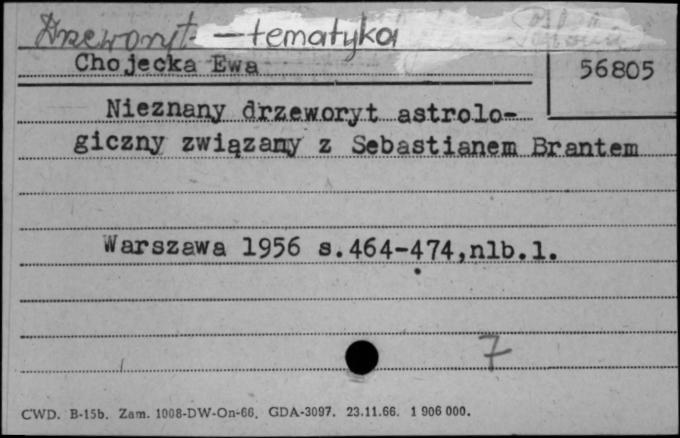 Drzeworyt - tematyka
Chojecka Ewa
56805
Nieznany drzeworyt astrolo-
giczny związany z Sebastianem Brantem
Warszawa 1956 s.464-474,nlb.1.
7
CWD. B-15b. Zam. 1008-DW-On-66. GDA-3097. 23.11.66. 1 906 000.